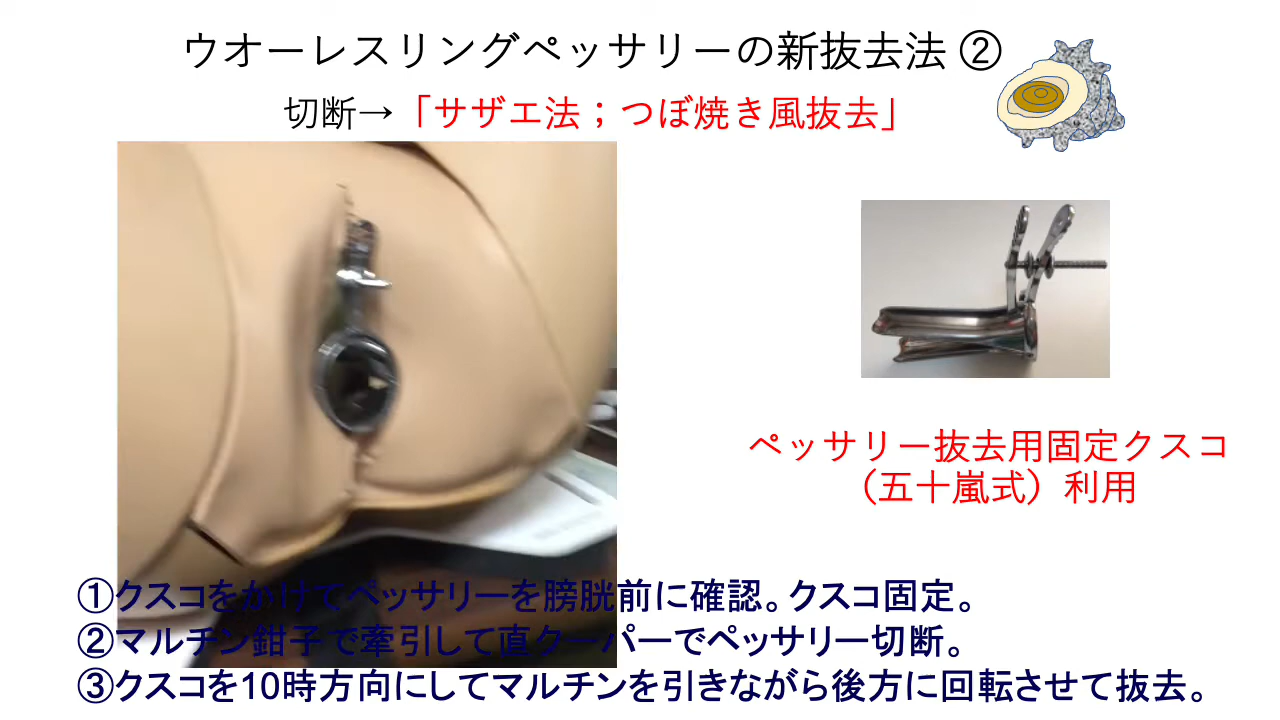 ウオーレスリングペッサリーの新抜去法 ②
切断→「サザエ法；つぼ焼き風抜去」
ペッサリー抜去用固定クスコ
（五十嵐式）利用
①クスコをかけてペッサリーを膀胱前に確認。クスコ固定。
②マルチン鉗子で牽引して直クーパーでペッサリー切断。
③クスコを10時方向にしてマルチンを引きながら後方に回転させて抜去。